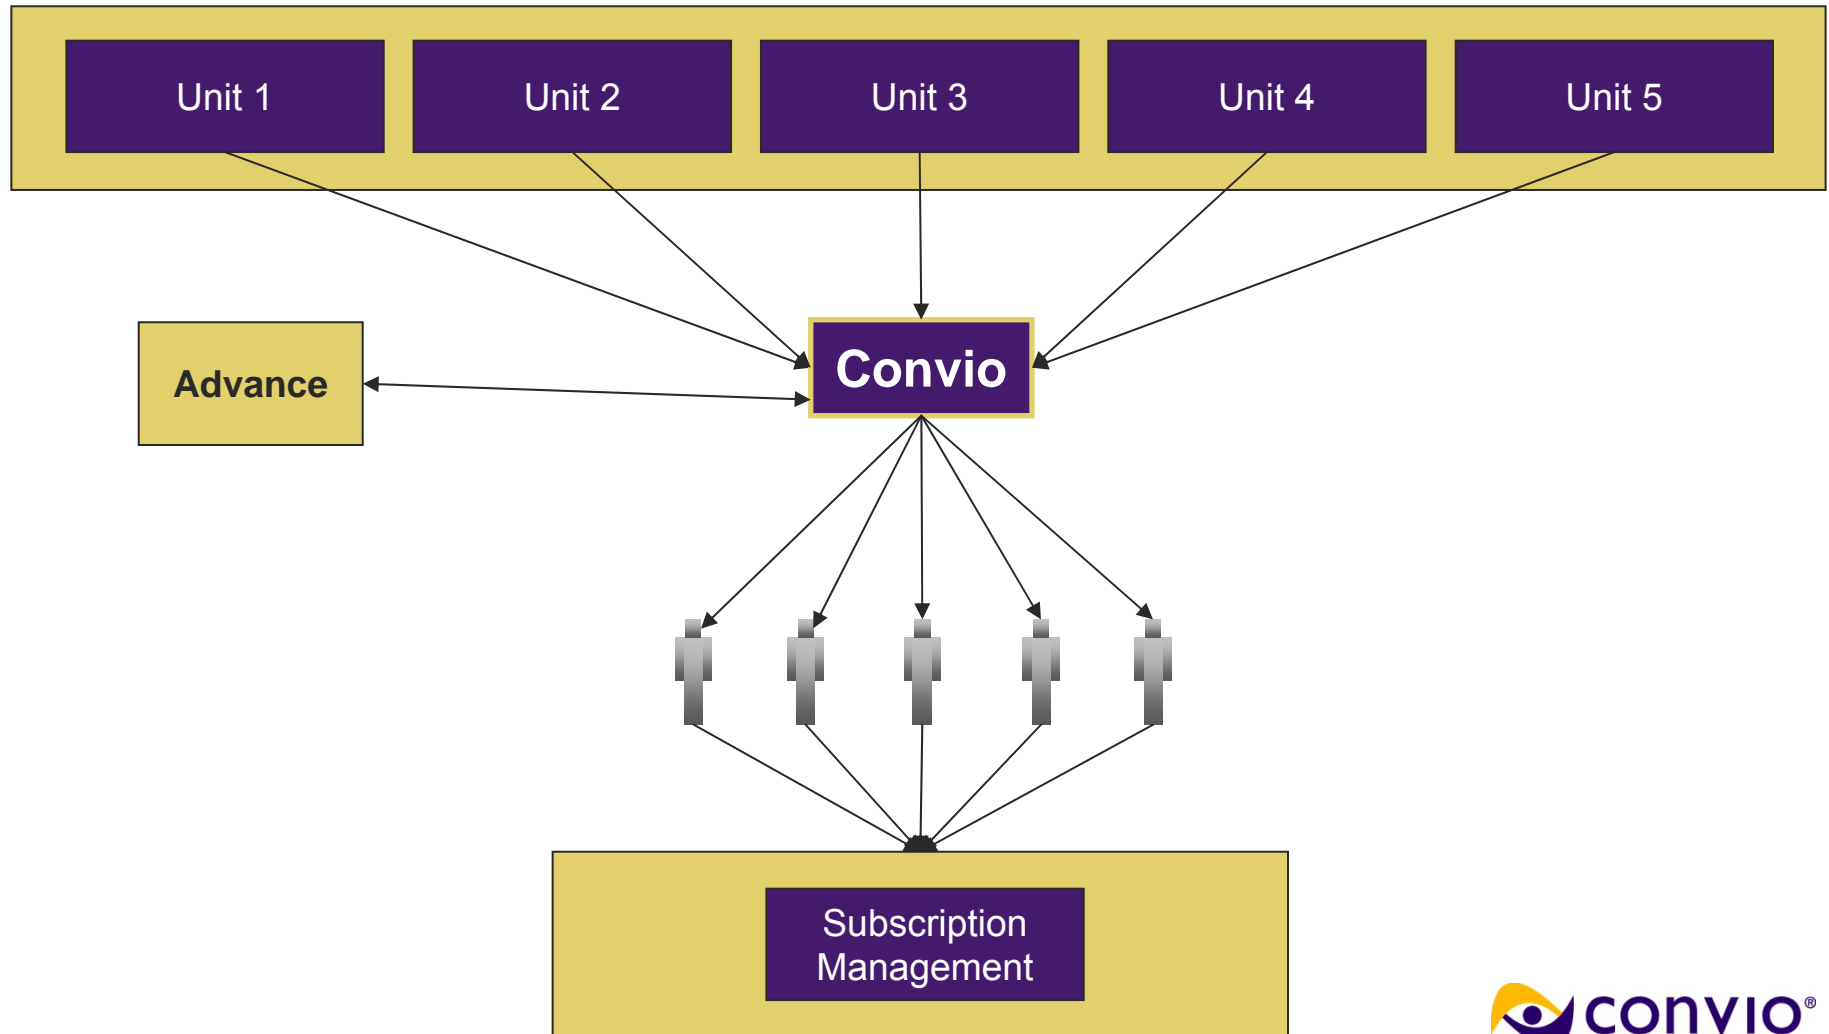 Unit 1
Unit 2
Unit 3
Unit 4
Unit 5
Convio
Advance
Subscription
Management
convio®